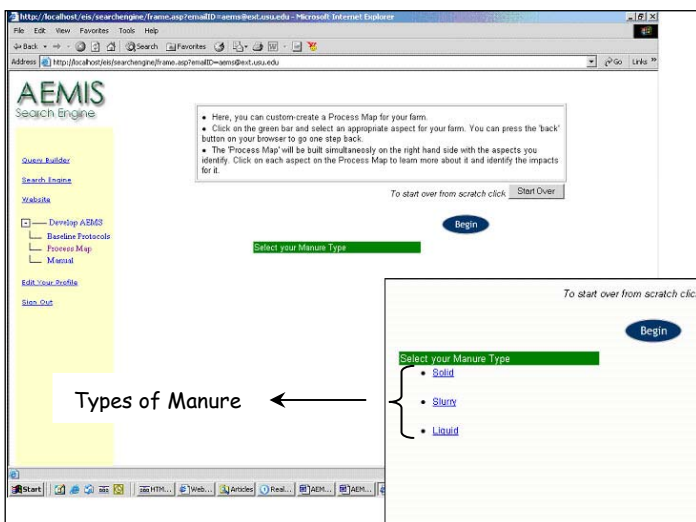 http://localhost/eis/searchengine/frame.asp?emailID=aems@ext.usu.edu - Microsoft Internet Explorer
File Edit View Favorites Tools Help
Back Search Favorites
Address http://localhost/eis/searchengine/frame.asp?emailID=aems@ext.usu.edu Go Links »
AEMIS
Search Engine
• Here, you can custom-create a Process Map for your farm.
• Click on the green bar and select an appropriate aspect for your farm. You can press the 'back'
button on your browser to go one step back.
• The 'Process Map' will be built simultaneously on the right hand side with the aspects you
identify. Click on each aspect on the Process Map to learn more about it and identify the impacts
for it.
To start over from scratch click Start Over
Begin
Select your Manure Type
Query Builder
Search Engine
Website
Develop AEMS
Baseline Protocols
Process Map
Manual
Edit Your Profile
Sign Out
To start over from scratch clic
Begin
Select your Manure Type
• Solid
• Slurry
• Liquid
Types of Manure
Start HTM... Web... Articles Real... AEM... AEM...